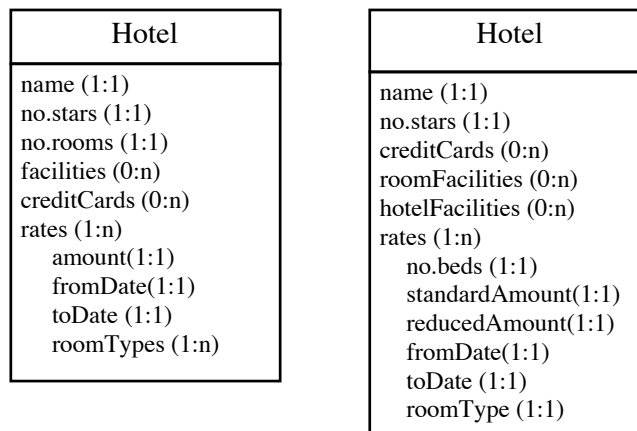 Hotel
name (1:1)
no.stars (1:1)
no.rooms (1:1)
facilities (0:n)
creditCards (0:n)
rates (1:n)
amount(1:1)
fromDate(1:1)
toDate (1:1)
roomTypes (1:n)
Hotel
name (1:1)
no.stars (1:1)
creditCards (0:n)
roomFacilities (0:n)
hotelFacilities (0:n)
rates (1:n)
no.beds (1:1)
standardAmount(1:1)
reducedAmount(1:1)
fromDate(1:1)
toDate (1:1)
roomType (1:1)